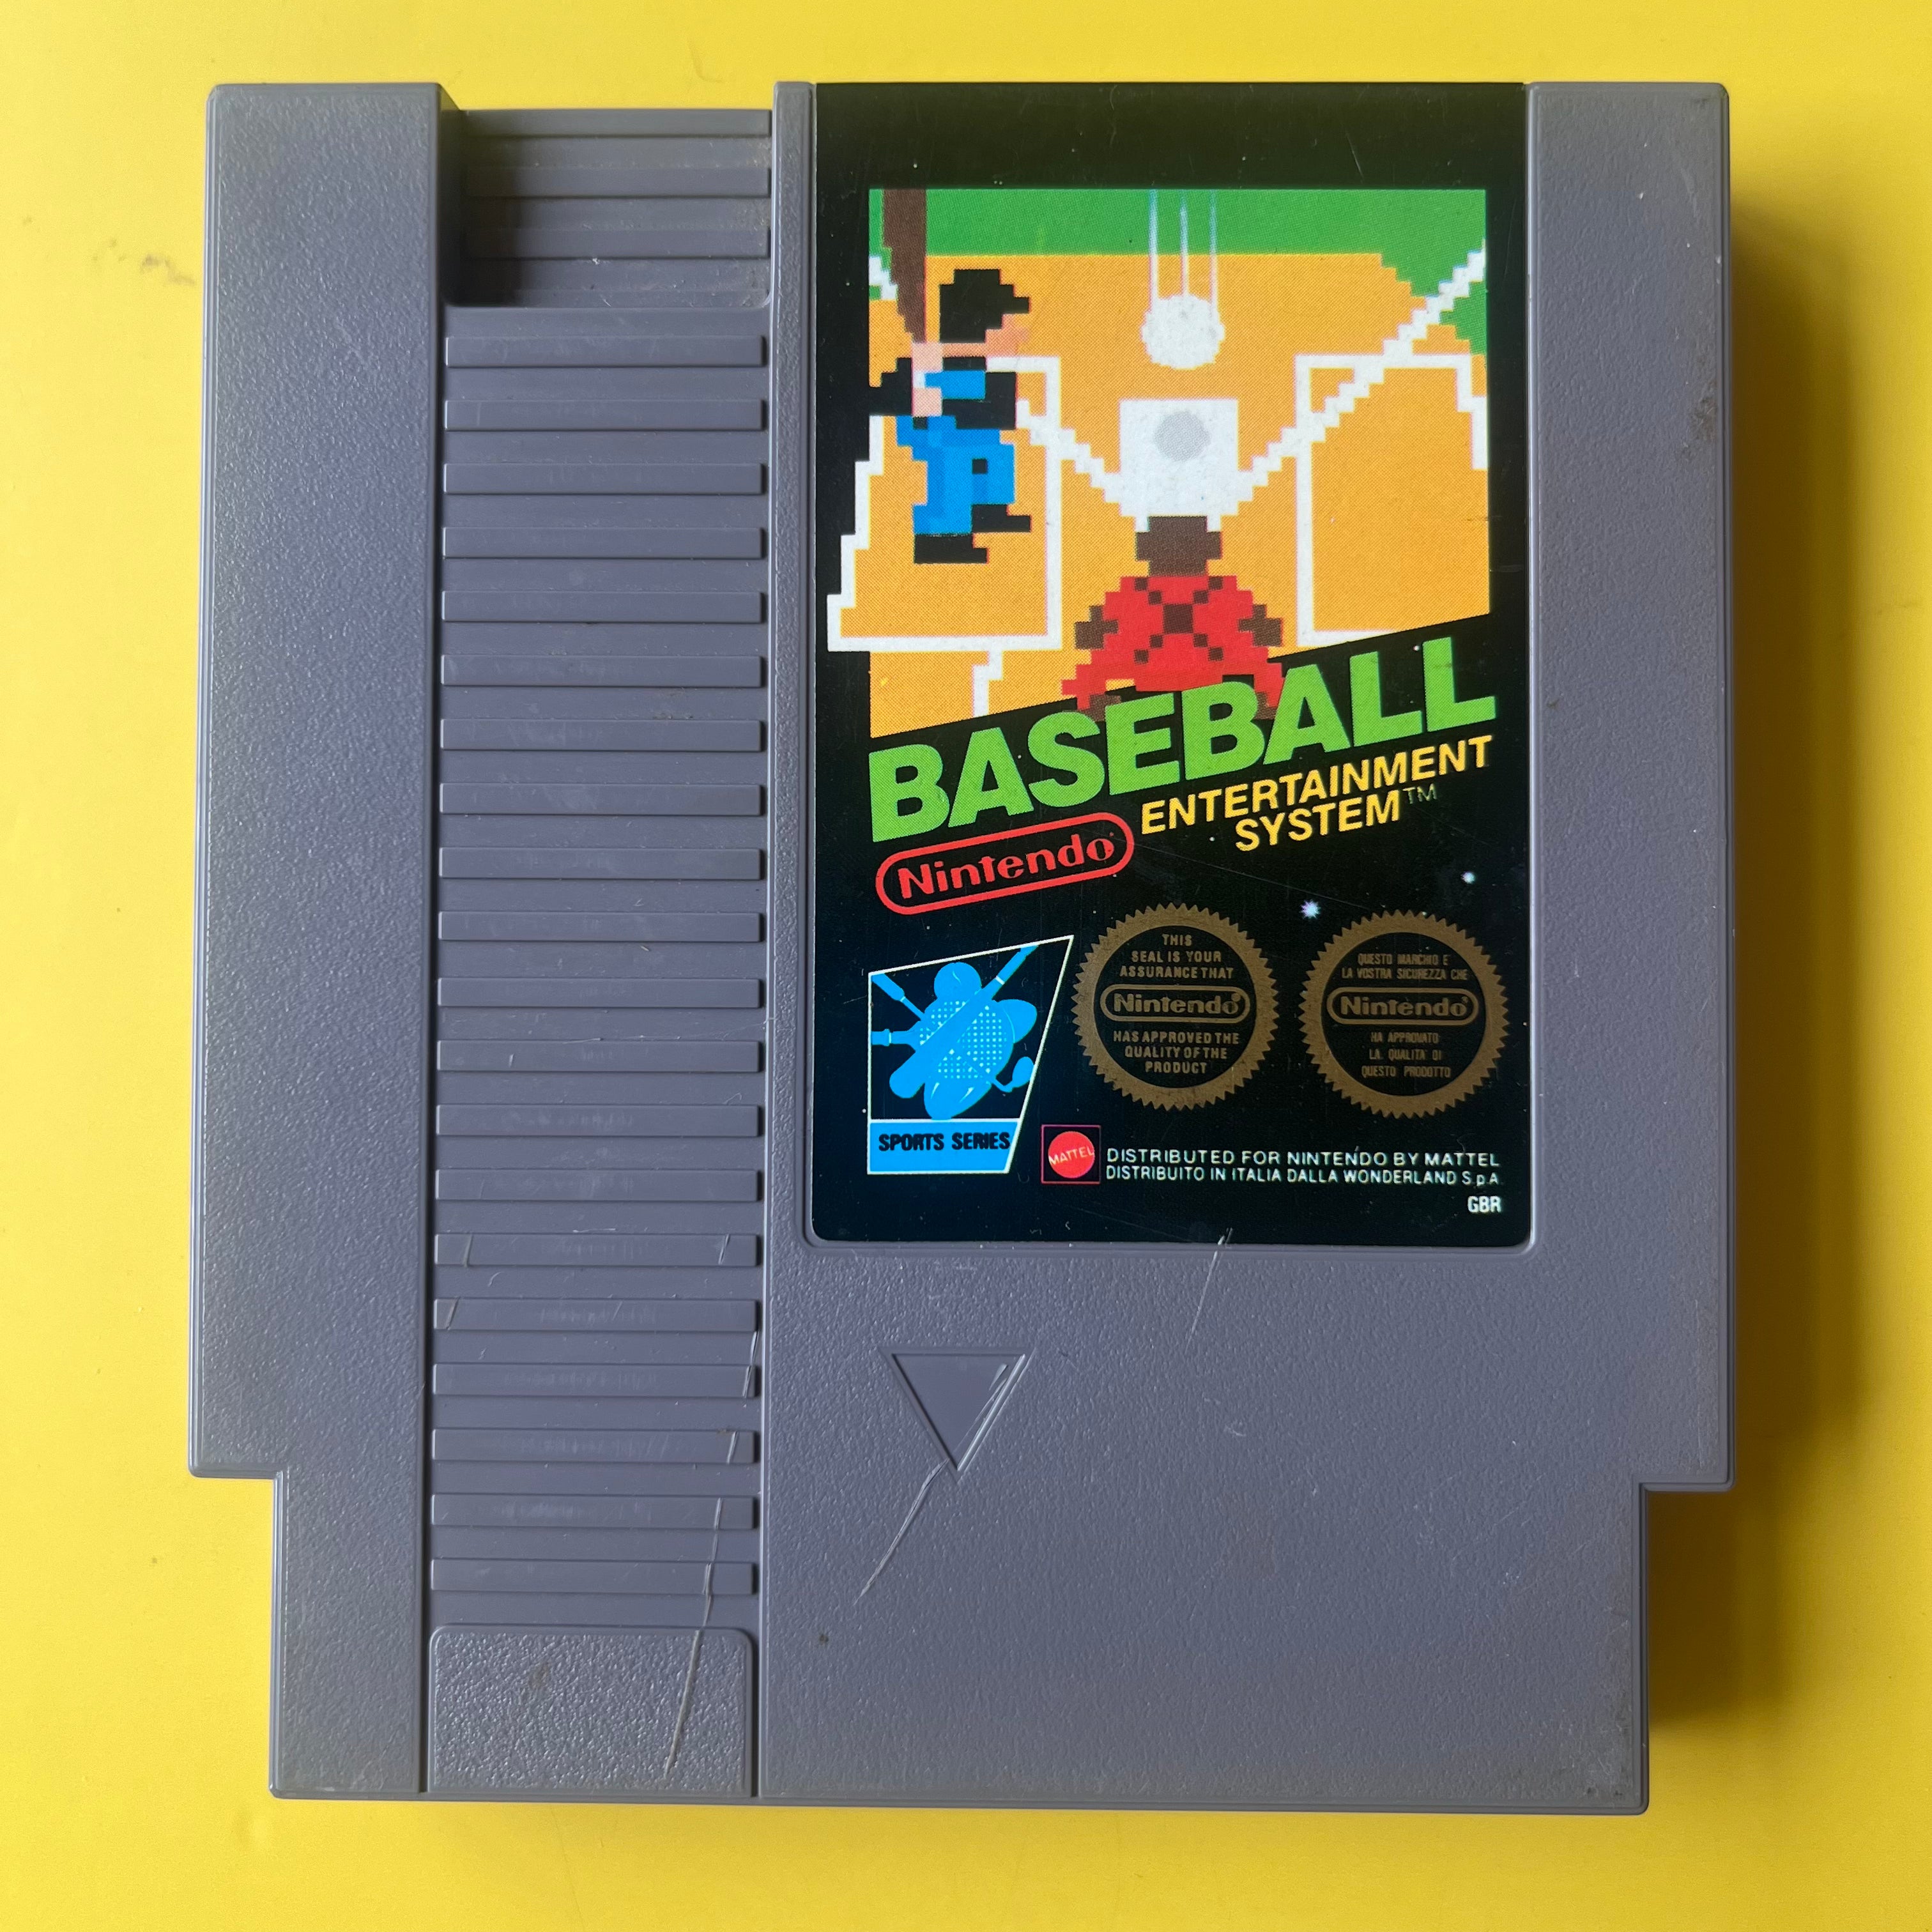 BASEBALL
ENTERTAINMENT
SYSTEM™
Nintendo®
THIS
SEAL IS YOUR
ASSURANCE THAT
Nintendo®
HAS APPROVED THE
QUALITY OF THE
PRODUCT
QUESTO MARCHIO E'
LA VOSTRA SICUREZZA CHE
Nintendo®
HA APPROVATO
LA QUALITA' DI
QUESTO PRODOTTO
SPORTS SERIES
MATTEL
DISTRIBUTED FOR NINTENDO BY MATTEL
DISTRIBUITO IN ITALIA DALLA WONDERLAND S.p.A.
GBR